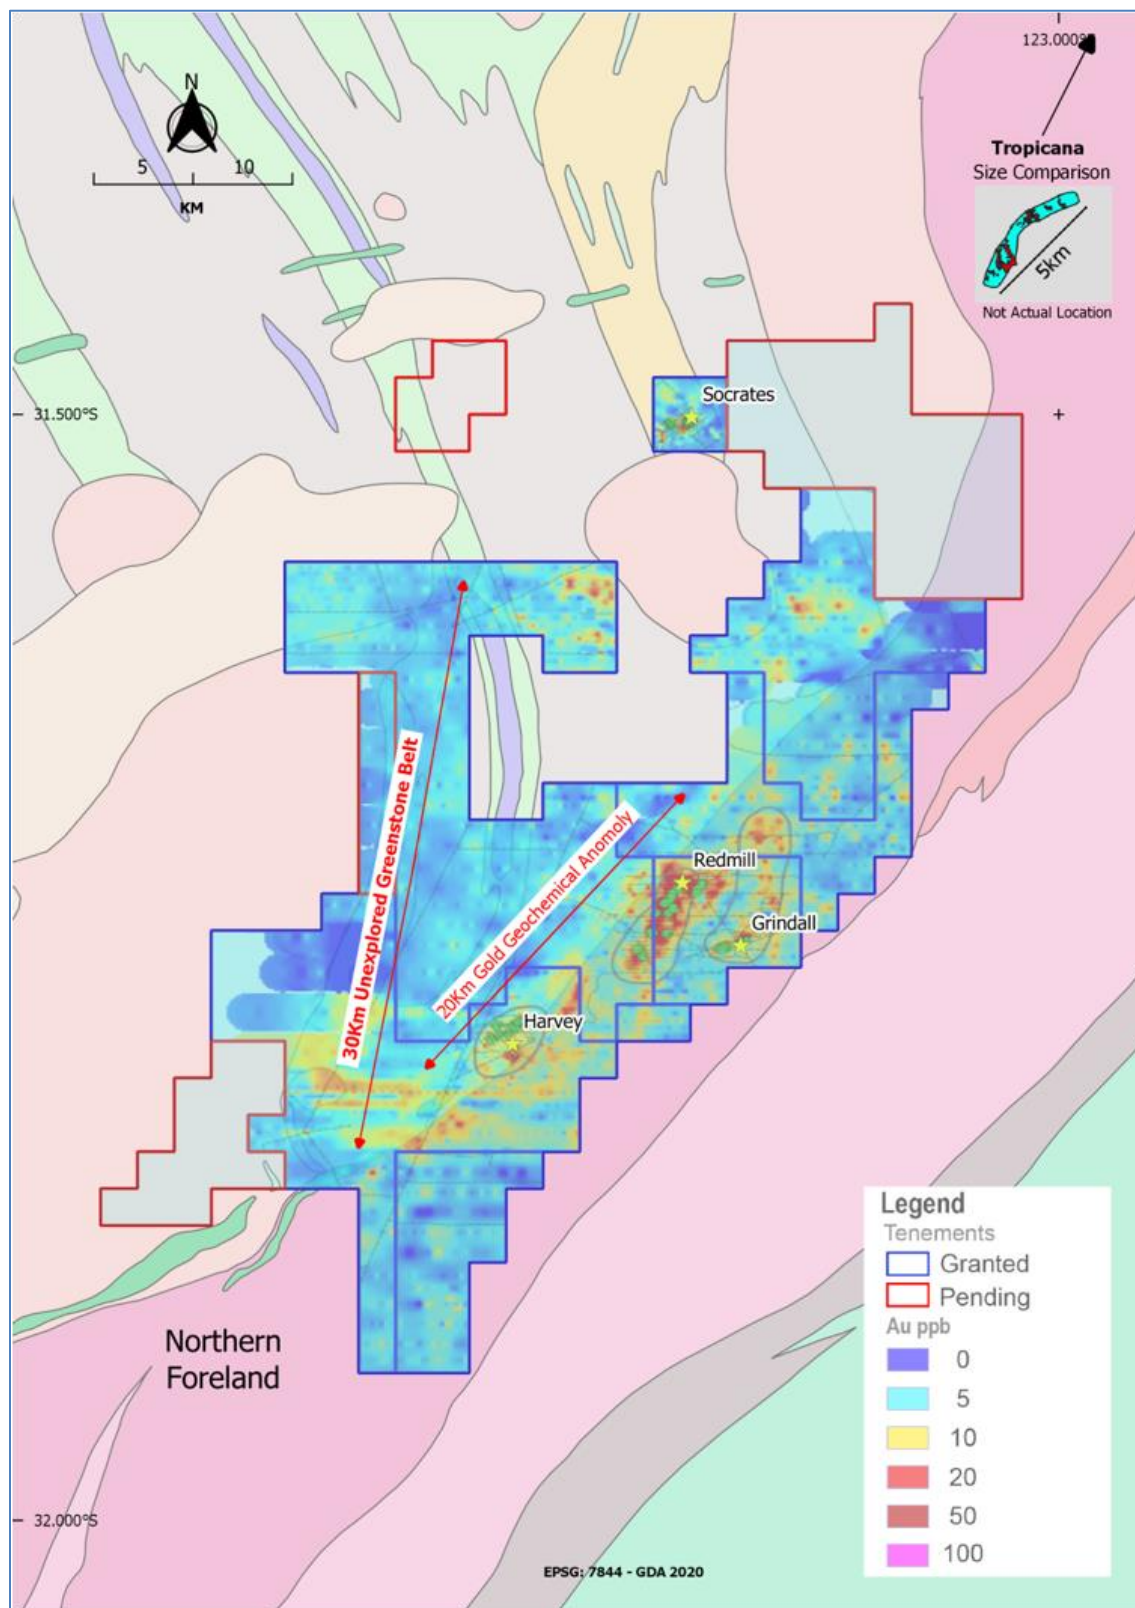 123.000°E
N
5
10
KM
Tropicana
Size Comparison
5km
Not Actual Location
Socrates
31.500°S
30Km Unexplored Greenstone Belt
20Km Gold Geochemical Anomoly
Redmill
Grindall
Harvey
Northern
Foreland
Legend
Tenements
Granted
Pending
Au ppb
0
5
10
20
50
100
32.000°S
EPSG: 7844 - GDA 2020